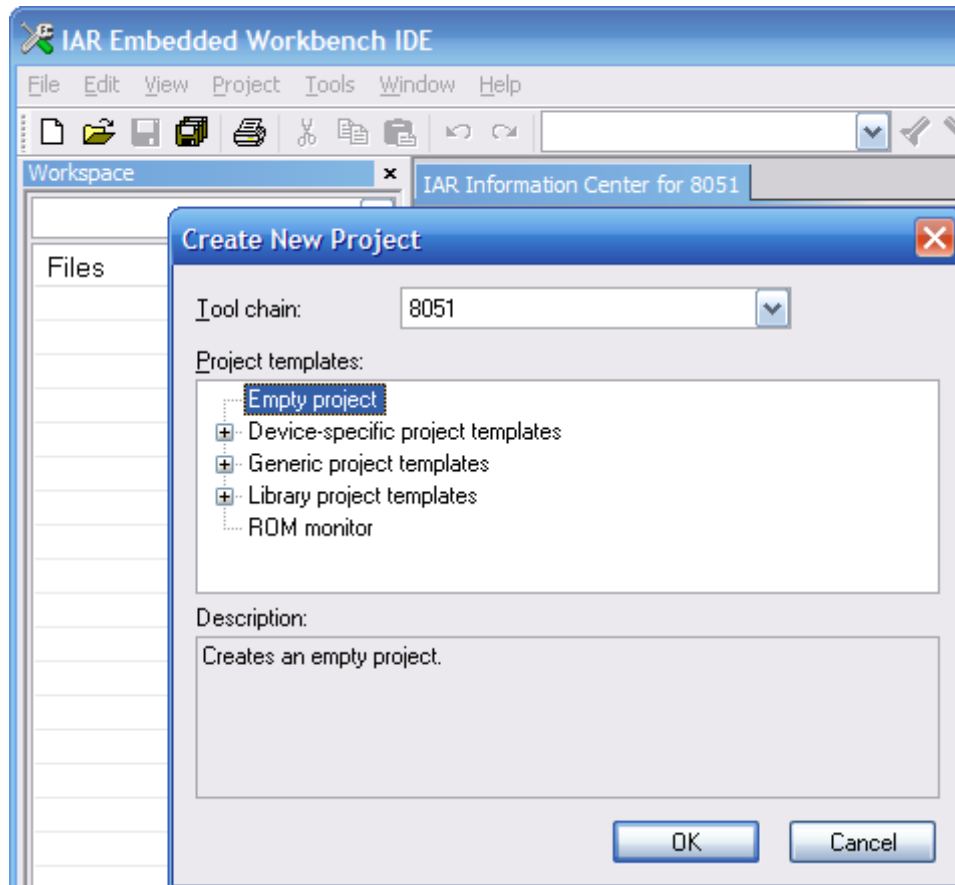 IAR Embedded Workbench IDE
File Edit View Project Tools Window Help
Workspace
IAR Information Center for 8051
Files
Create New Project
Tool chain: 8051
Project templates:
Empty project
Device-specific project templates
Generic project templates
Library project templates
ROM monitor
Description:
Creates an empty project.
OK Cancel